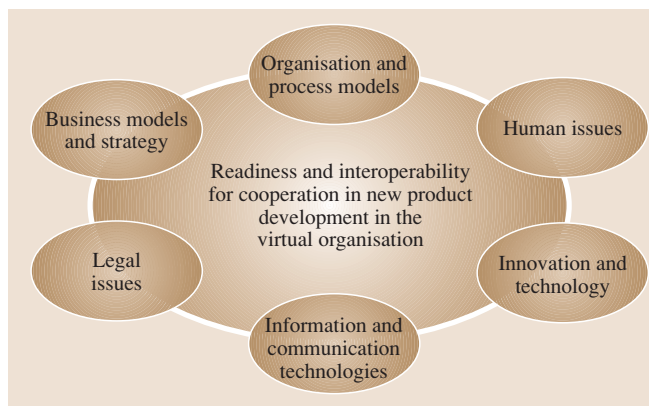 Organisation and
process models
Business models
and strategy
Human issues
Readiness and interoperability
for cooperation in new product
development in the
virtual organisation
Legal
issues
Innovation and
technology
Information and
communication
technologies